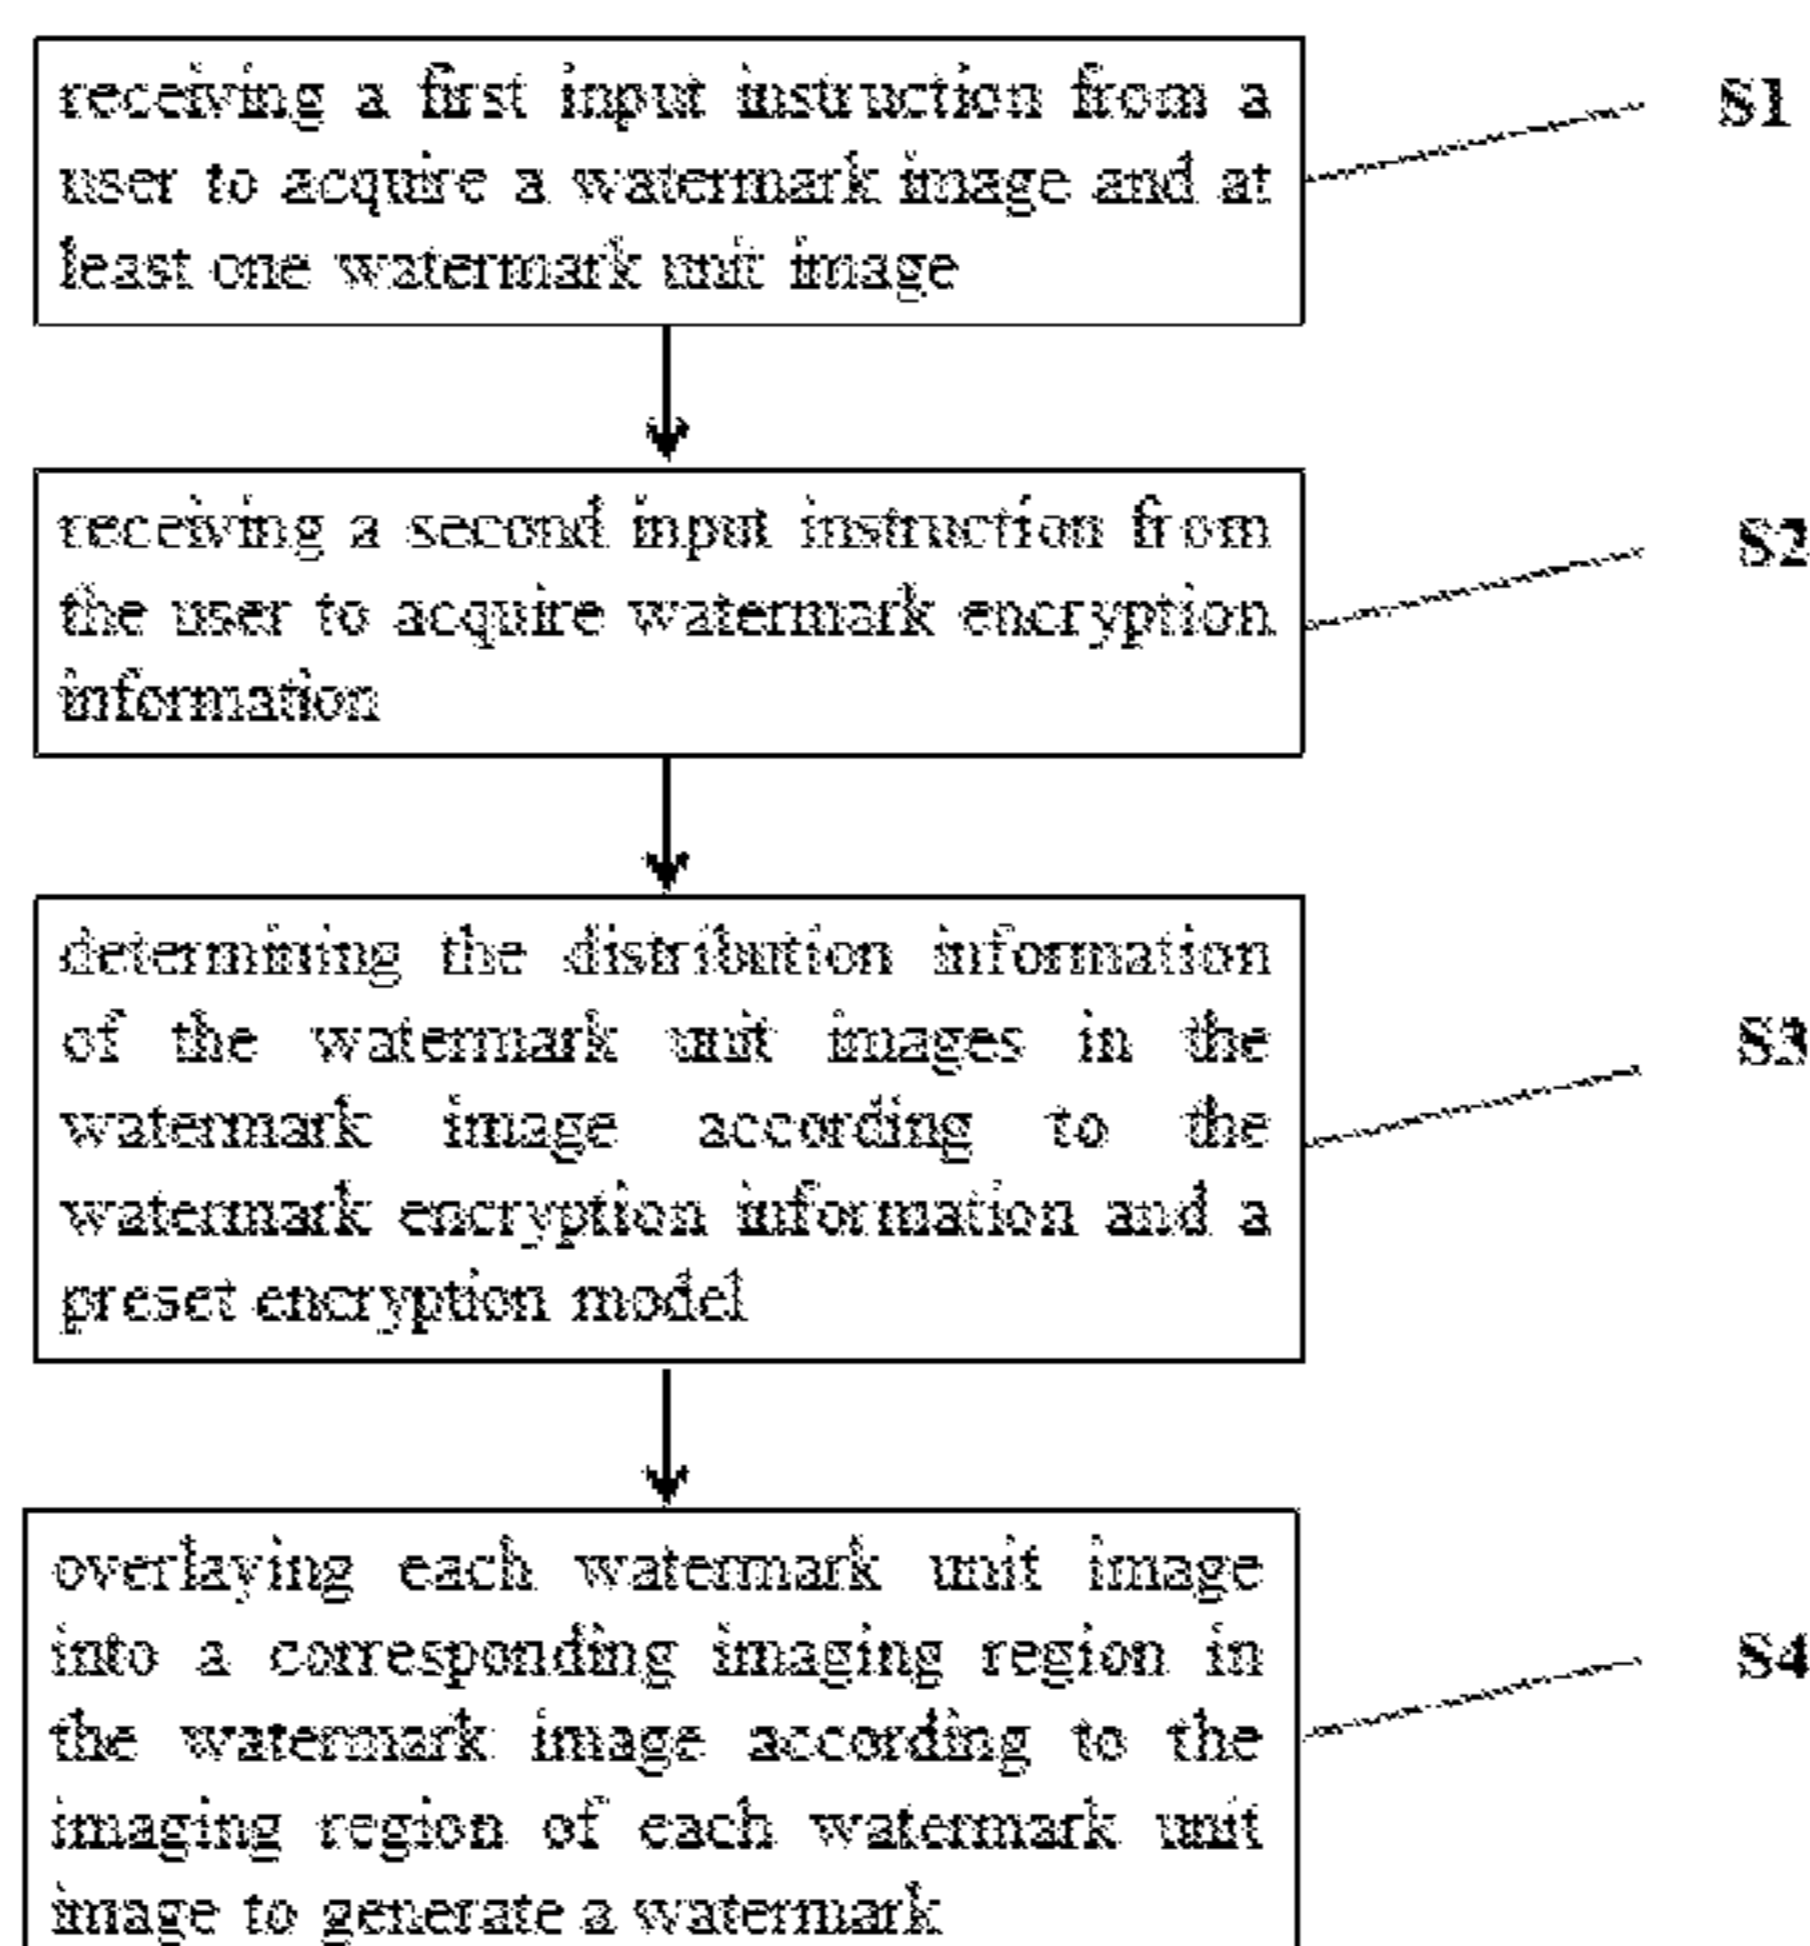 receiving a first input instruction from a
user to acquire a watermark image and at
least one watermark unit image
S1
receiving a second input instruction from
the user to acquire watermark encryption
information
S2
determining the distribution information
of the watermark unit images in the
watermark image according to the
watermark encryption information and a
preset encryption model
S3
overlaying each watermark unit image
into a corresponding imaging region in
the watermark image according to the
imaging region of each watermark unit
image to generate a watermark
S4